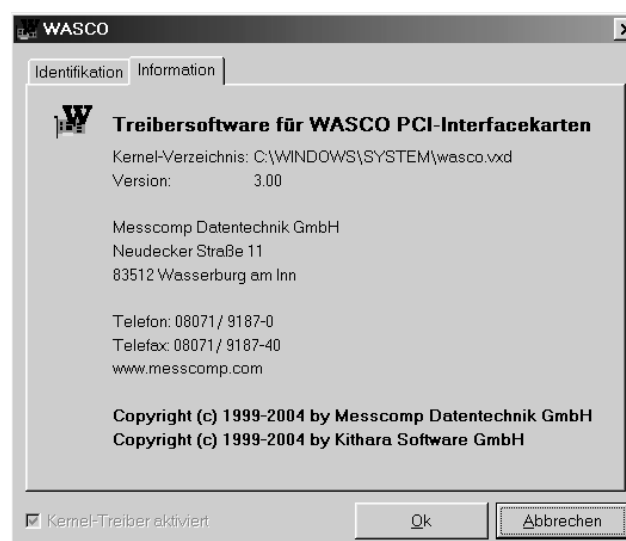 WASCO
Identifikation Information
W
Treibersoftware für WASCO PCI-Interfacekarten
Kernel-Verzeichnis: C:\WINDOWS\SYSTEM\wasco.vxd
Version: 3.00
Messcomp Datentechnik GmbH
Neudecker Straße 11
83512 Wasserburg am Inn
Telefon: 08071/ 9187-0
Telefax: 08071/ 9187-40
www.messcomp.com
Copyright (c) 1999-2004 by Messcomp Datentechnik GmbH
Copyright (c) 1999-2004 by Kithara Software GmbH
Kernel-Treiber aktiviert Ok Abbrechen